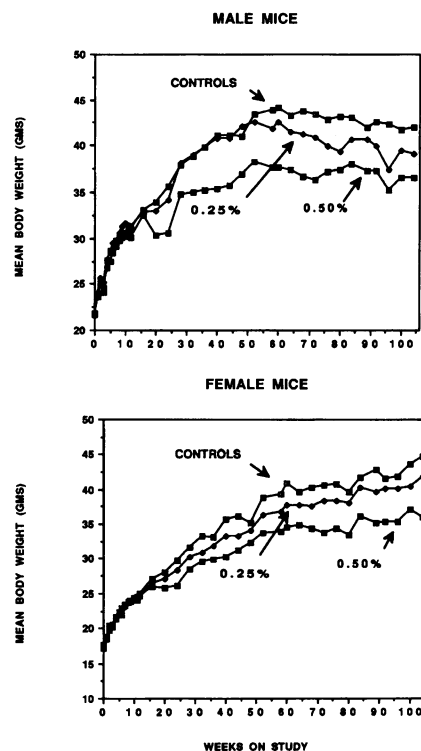 MALE MICE
50
45
40
35
30
25
20
MEAN BODY WEIGHT (GMS)
CONTROLS
0.25%
0.50%
0 10 20 30 40 50 60 70 80 90 100
FEMALE MICE
50
45
40
35
30
25
20
15
10
MEAN BODY WEIGHT (GMS)
CONTROLS
0.25%
0.50%
0 10 20 30 40 50 60 70 80 90 100
WEEKS ON STUDY